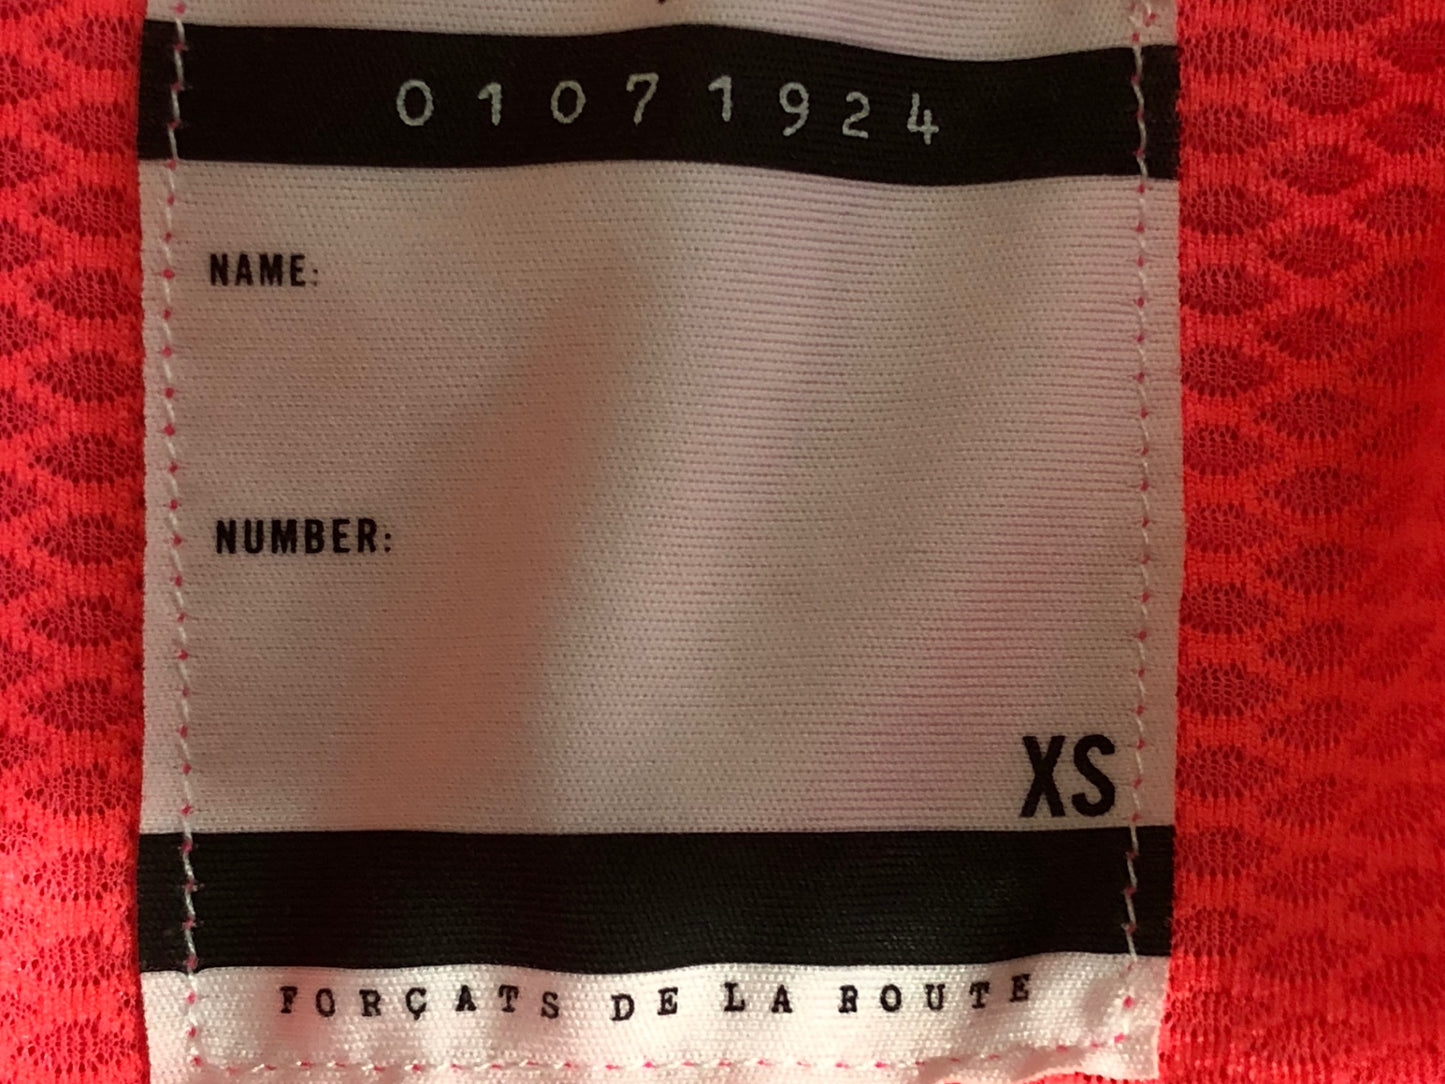 01071924
NAME:
NUMBER:
XS
FORÇATS DE LA ROUTE